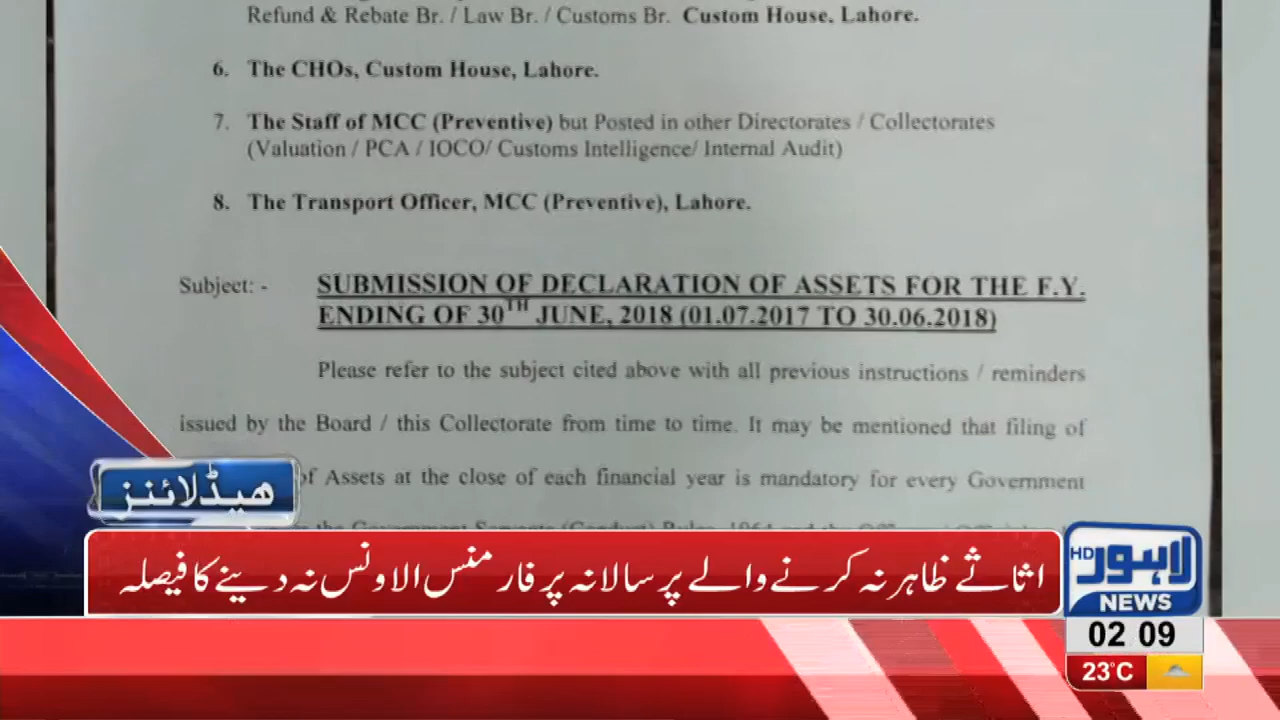 Refund & Rebate Br. / Law Br. / Customs Br. Custom House, Lahore.
6. The CHOs, Custom House, Lahore.
7. The Staff of MCC (Preventive) but Posted in other Directorates / Collectorates
(Valuation / PCA / IOCO/ Customs Intelligence/ Internal Audit)
8. The Transport Officer, MCC (Preventive), Lahore.
Subject: - SUBMISSION OF DECLARATION OF ASSETS FOR THE F.Y.
ENDING OF 30TH JUNE, 2018 (01.07.2017 TO 30.06.2018)
Please refer to the subject cited above with all previous instructions / reminders
issued by the Board / this Collectorate from time to time. It may be mentioned that filing of
of Assets at the close of each financial year is mandatory for every Government
ھیڈلائنز
اثاثے ظاہر نہ کرنے والے پر سالانہ پرفارمنس الاونس نہ دینے کا فیصلہ
لاہور HD
NEWS
02 09
23°C